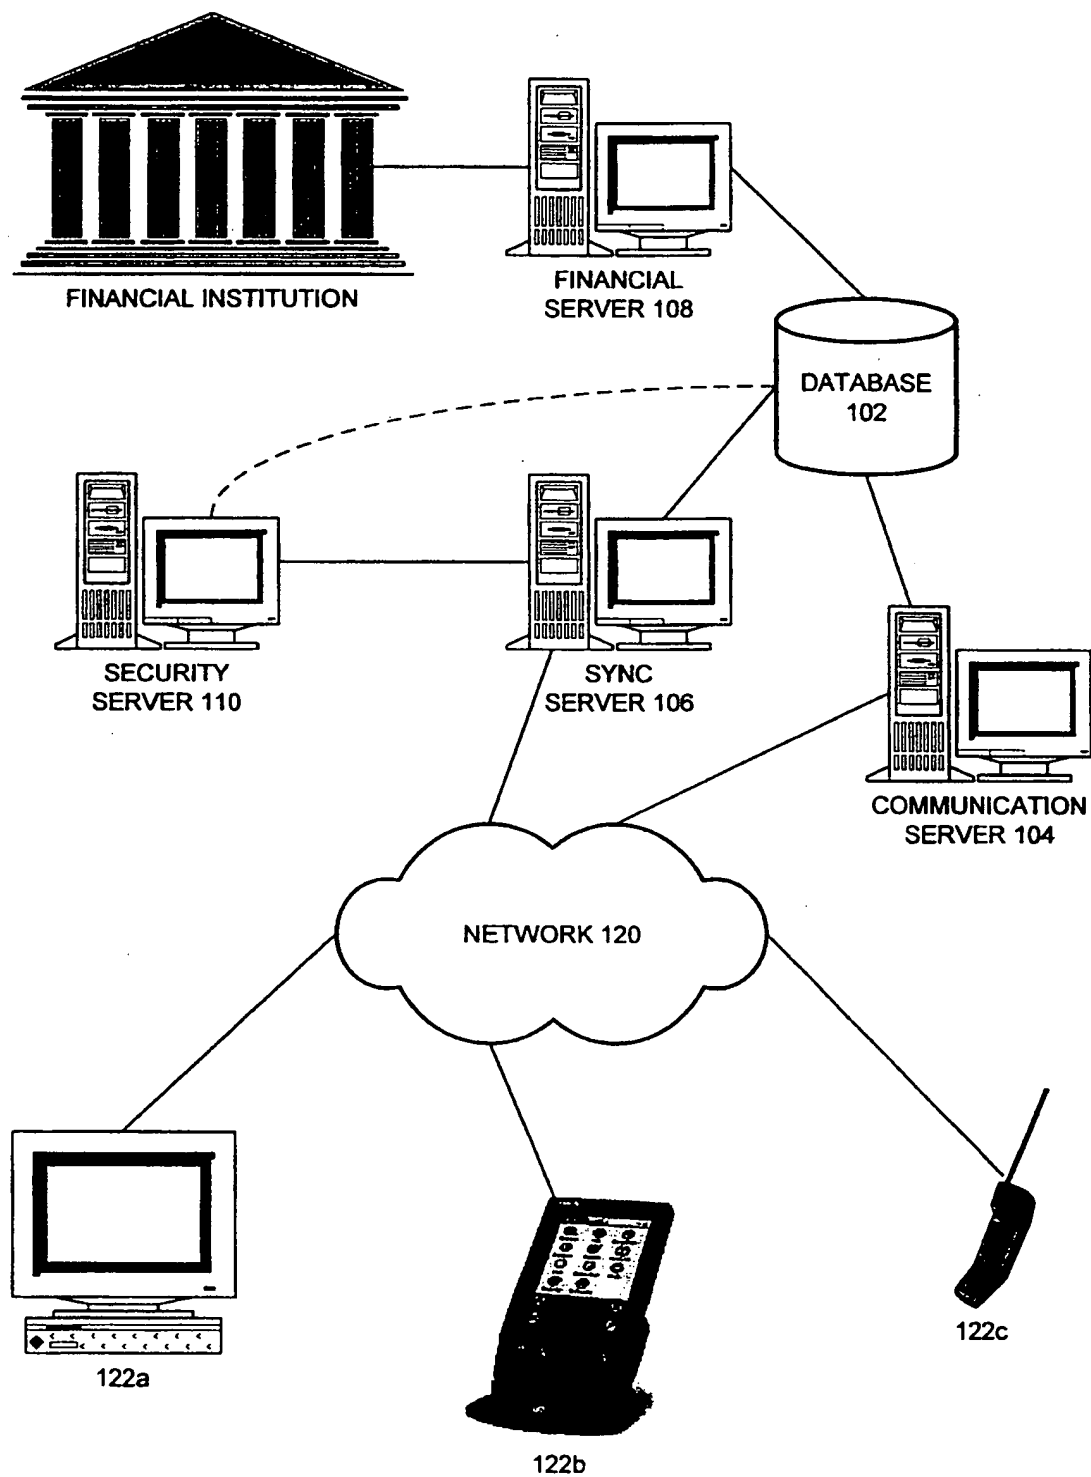 FINANCIAL INSTITUTION
FINANCIAL
SERVER 108
DATABASE
102
SECURITY
SERVER 110
SYNC
SERVER 106
COMMUNICATION
SERVER 104
NETWORK 120
122a
122b
122c